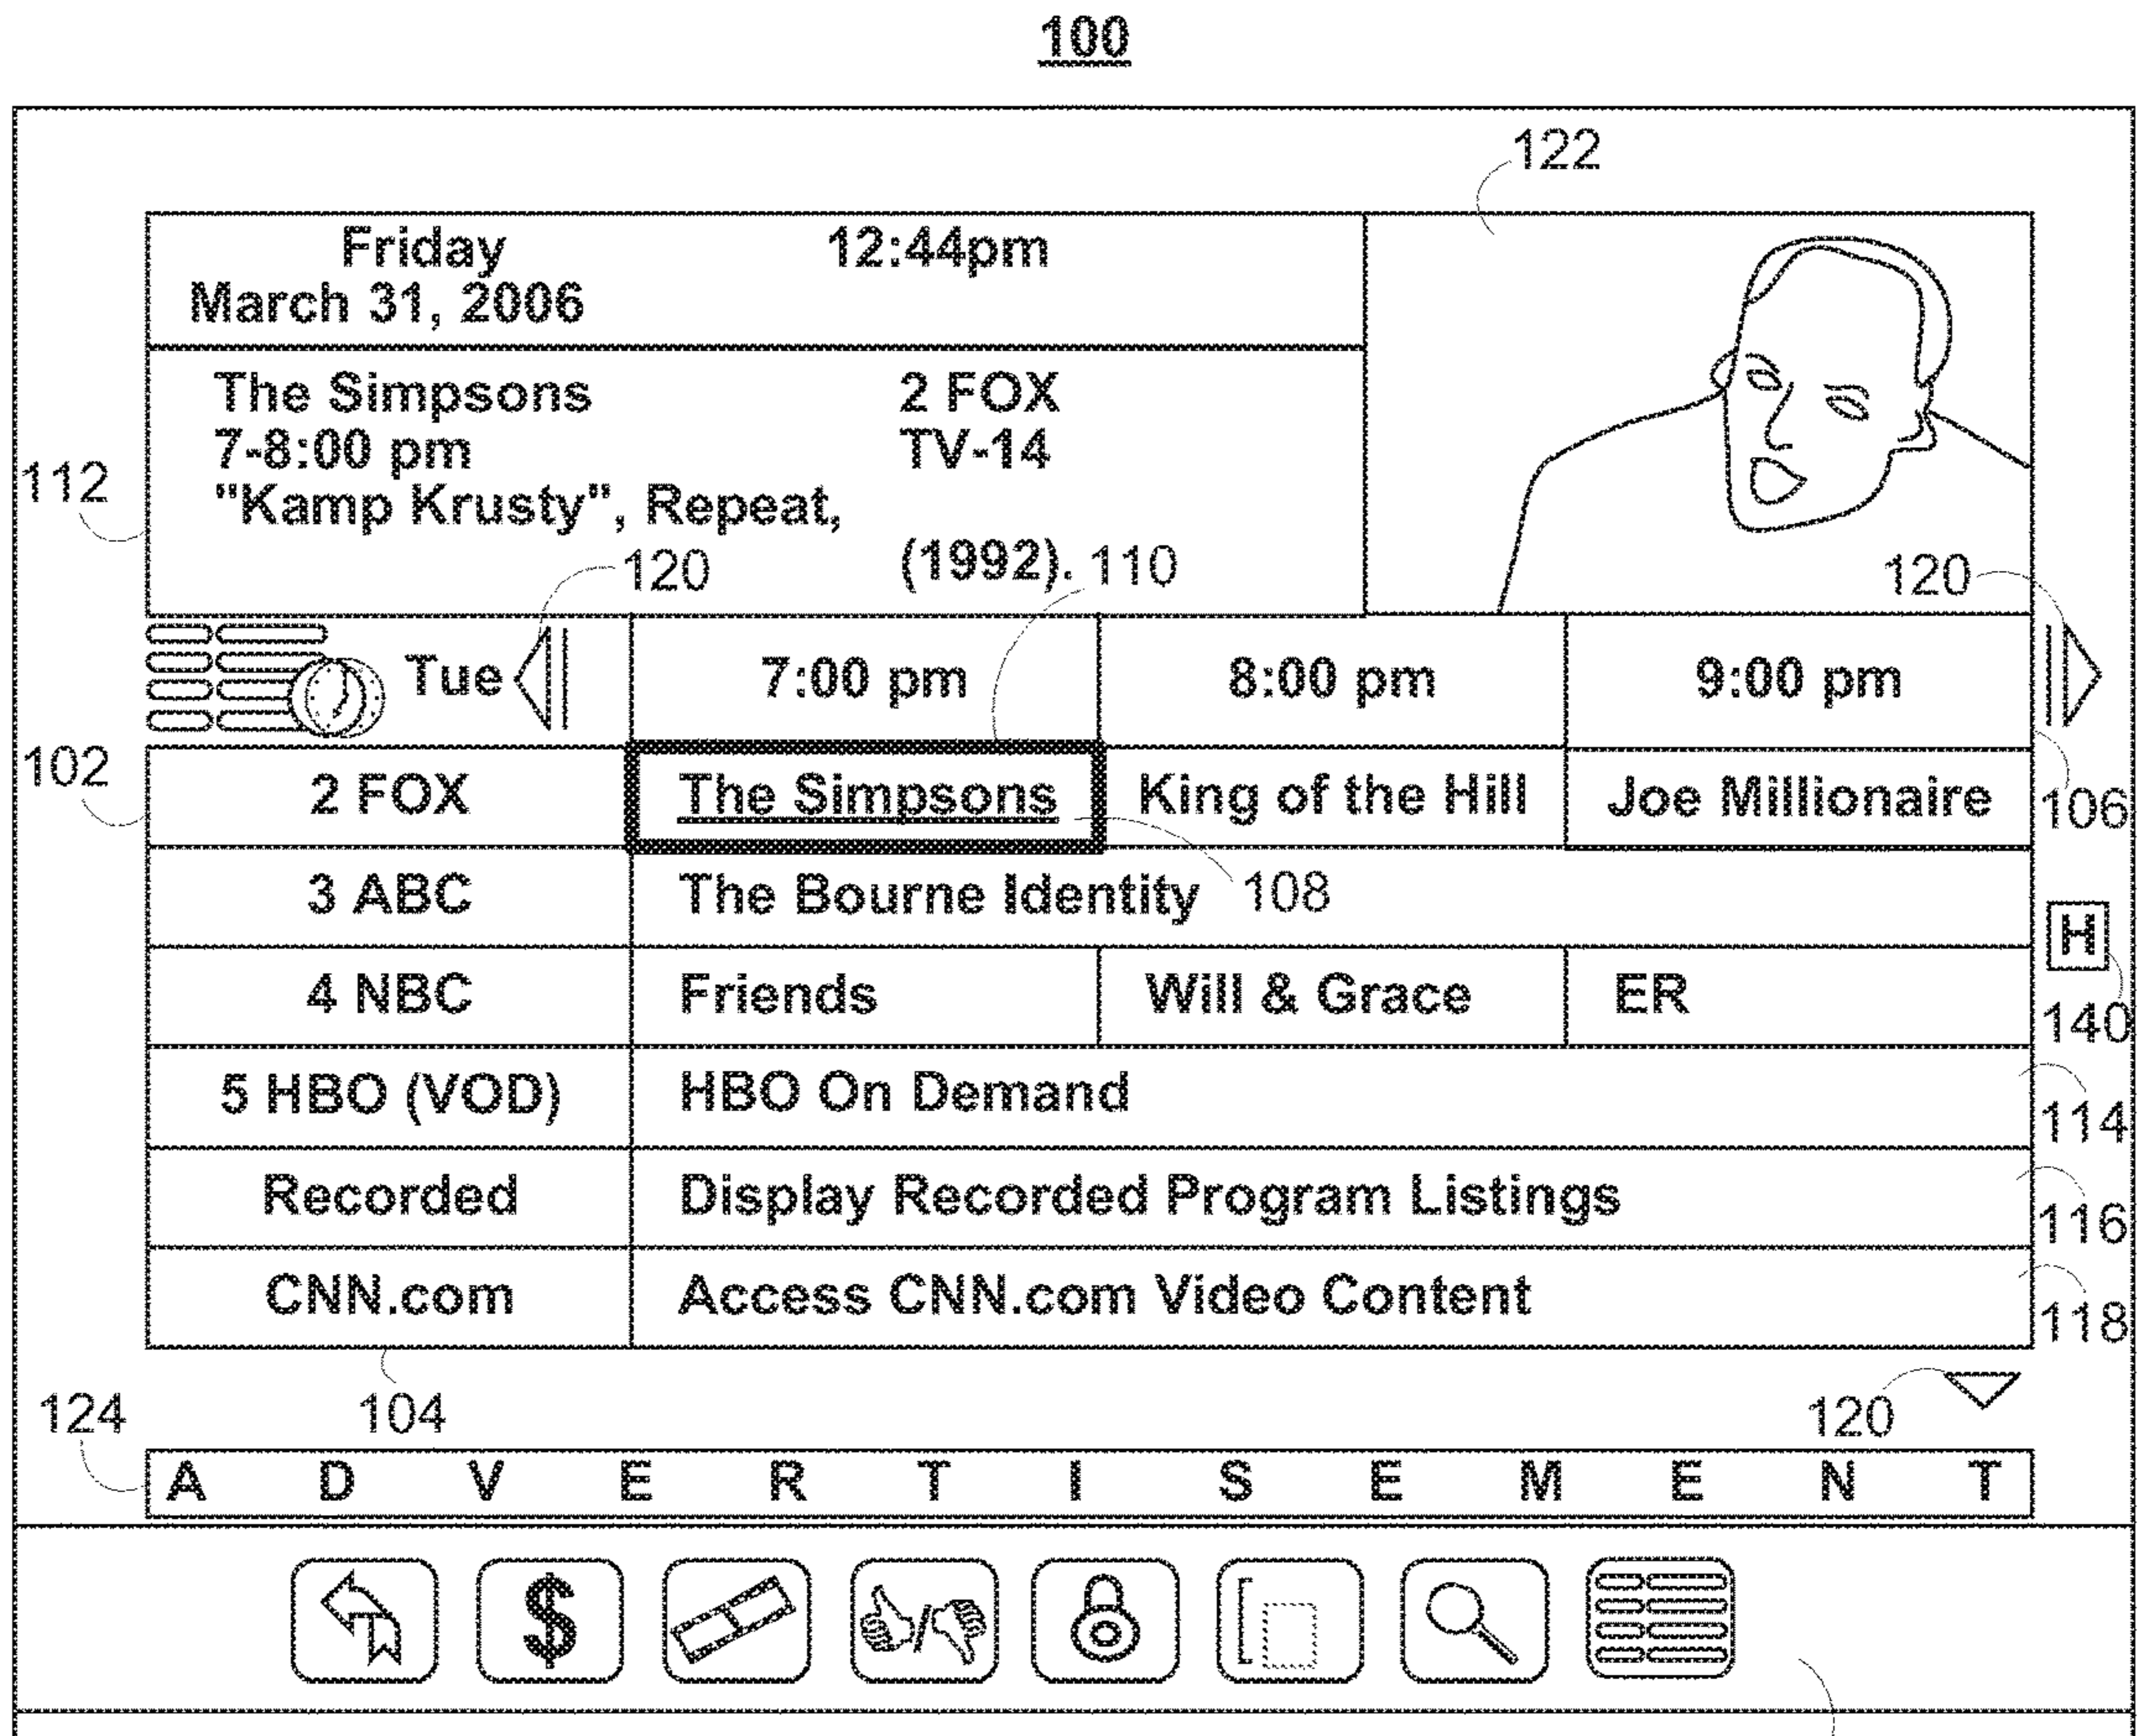 100
122
Friday 12:44pm
March 31, 2006
The Simpsons 2 FOX
7-8:00 pm TV-14
112
"Kamp Krusty", Repeat,
(1992).
120
110
120
Tue 7:00 pm 8:00 pm 9:00 pm
102
2 FOX The Simpsons King of the Hill Joe Millionaire
106
3 ABC The Bourne Identity 108
H
4 NBC Friends Will & Grace ER
140
5 HBO (VOD) HBO On Demand
114
Recorded Display Recorded Program Listings
116
CNN.com Access CNN.com Video Content
118
124
104
120
A D V E R T I S E M E N T
$